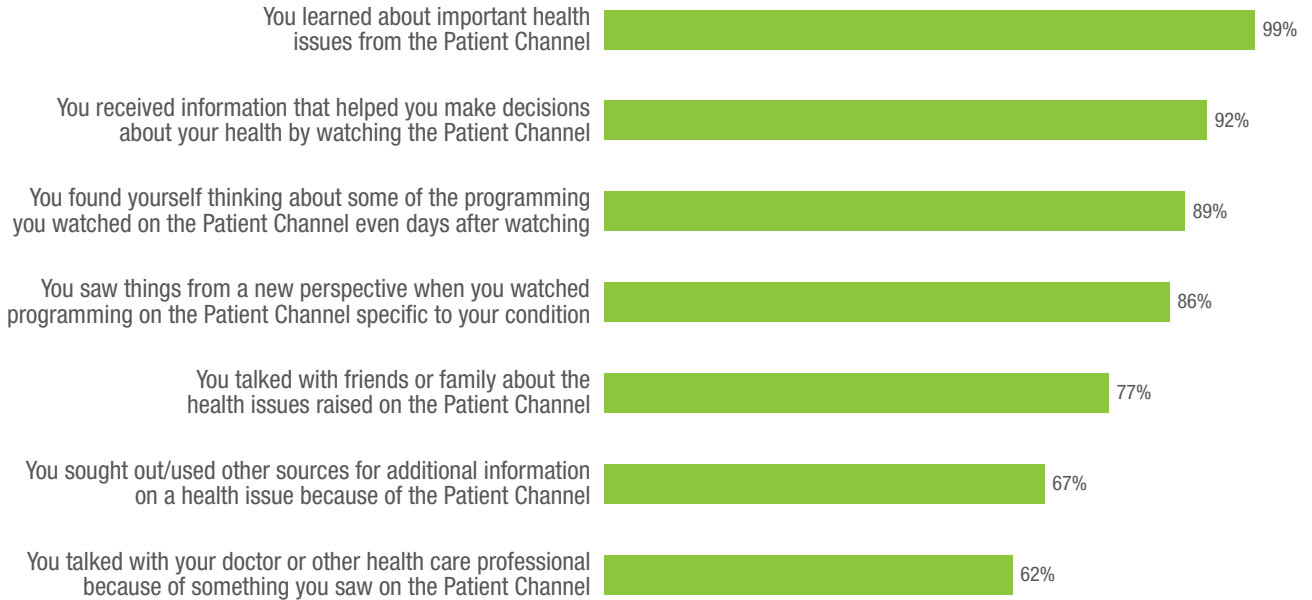 You learned about important health
issues from the Patient Channel
99%
You received information that helped you make decisions
about your health by watching the Patient Channel
92%
You found yourself thinking about some of the programming
you watched on the Patient Channel even days after watching
89%
You saw things from a new perspective when you watched
programming on the Patient Channel specific to your condition
86%
You talked with friends or family about the
health issues raised on the Patient Channel
77%
You sought out/used other sources for additional information
on a health issue because of the Patient Channel
67%
You talked with your doctor or other health care professional
because of something you saw on the Patient Channel
62%